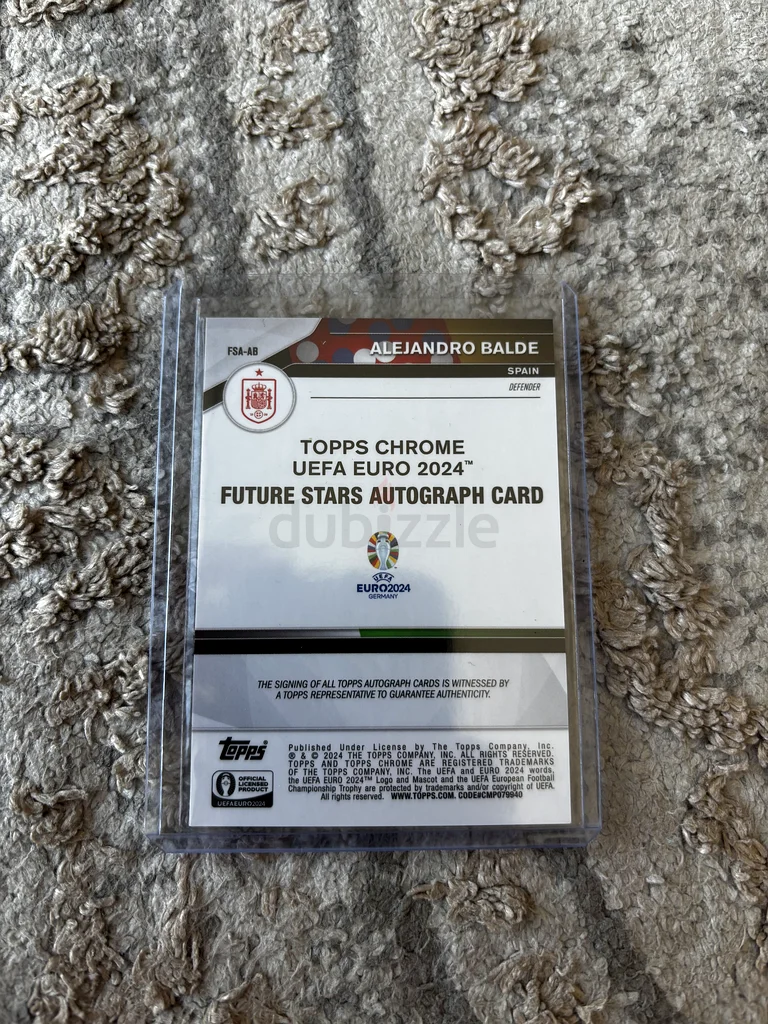 FSA-AB
ALEJANDRO BALDE
SPAIN
DEFENDER
TOPPS CHROME
UEFA EURO 2024™
FUTURE STARS AUTOGRAPH CARD
dubizzle
UEFA
EURO2024
GERMANY
THE SIGNING OF ALL TOPPS AUTOGRAPH CARDS IS WITNESSED BY
A TOPPS REPRESENTATIVE TO GUARANTEE AUTHENTICITY.
topps®
OFFICIAL
LICENSED
PRODUCT
UEFAEURO2024
Published Under License by The Topps Company, Inc.
® & © 2024 THE TOPPS COMPANY, INC. ALL RIGHTS RESERVED.
TOPPS AND TOPPS CHROME ARE REGISTERED TRADEMARKS
OF THE TOPPS COMPANY, INC. The UEFA and EURO 2024 words,
the UEFA EURO 2024™ Logo and Mascot and the UEFA European Football
Championship Trophy are protected by trademarks and/or copyright of UEFA.
All rights reserved. WWW.TOPPS.COM. CODE#CMP079940